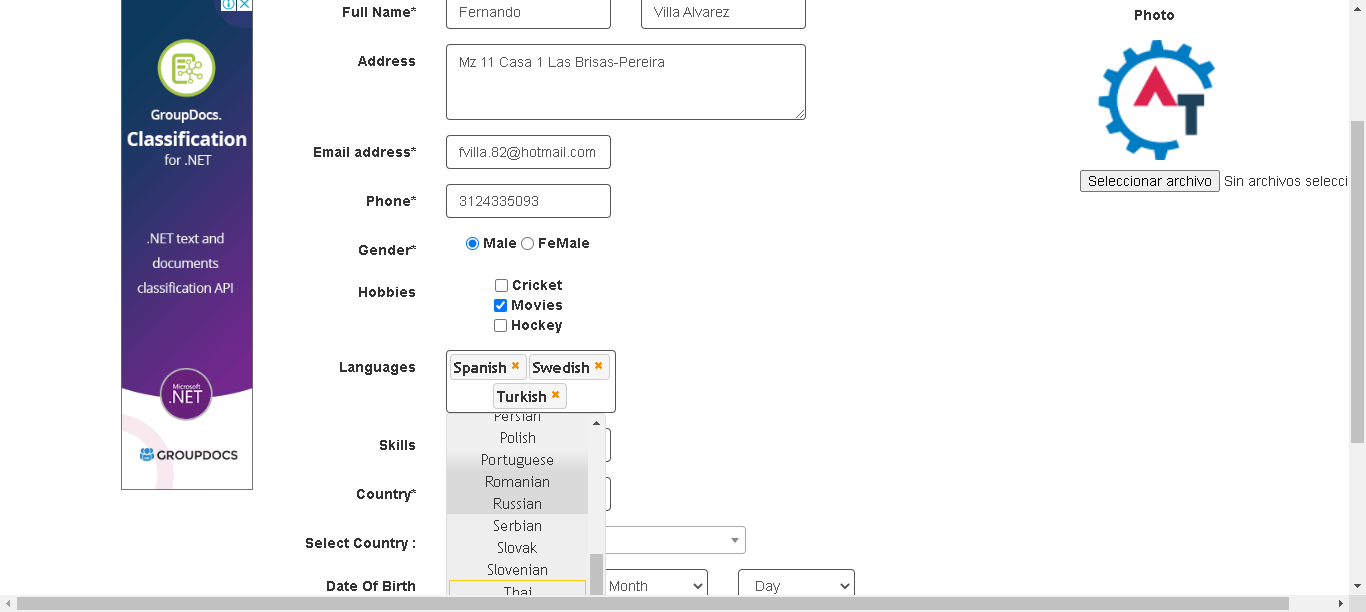 Full Name*
Fernando
Villa Alvarez
Photo
Address
Mz 11 Casa 1 Las Brisas-Pereira
GroupDocs.
Classification
for .NET
.NET text and
documents
classification API
Microsoft
.NET
GROUPDOCS
Email address*
fvilla.82@hotmail.com
Seleccionar archivo
Sin archivos selecci
Phone*
3124335093
Gender*
Male
FeMale
Hobbies
Cricket
Movies
Hockey
Languages
Spanish
Swedish
Turkish
Persian
Polish
Portuguese
Romanian
Russian
Serbian
Slovak
Slovenian
Thai
Skills
Country*
Select Country :
Date Of Birth
Month
Day